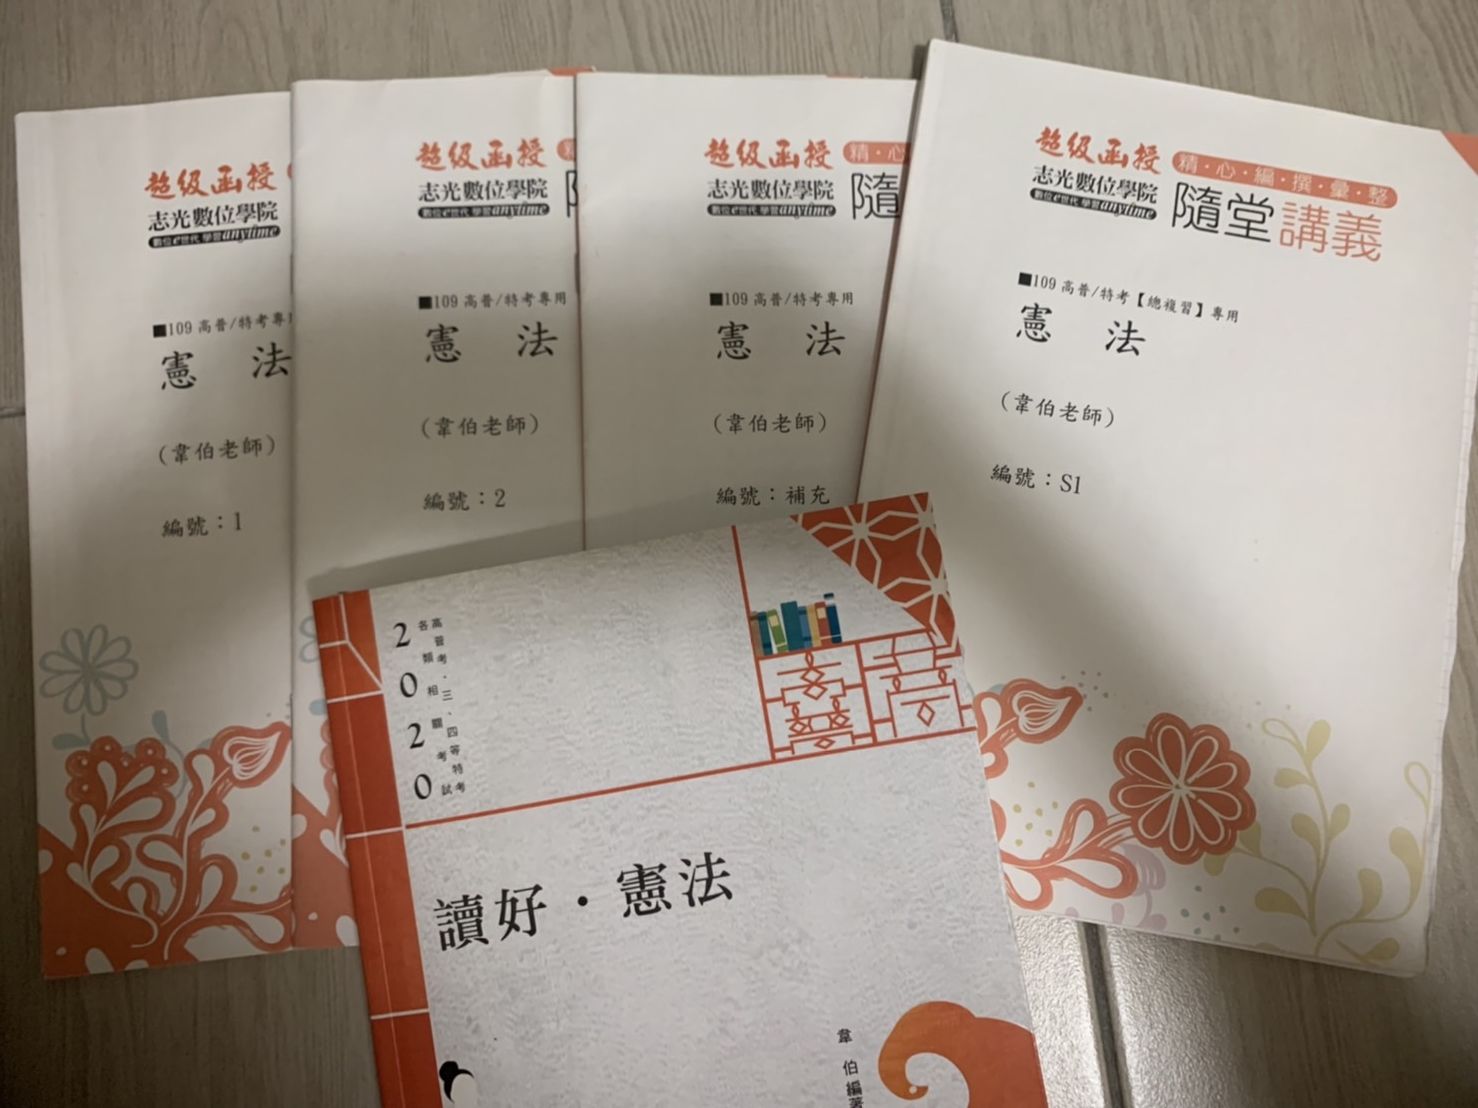 超級函授
志光數位學院
數位e世代 學習anytime
■109 高普/特考專
憲 法
(韋伯老師)
編號：1
超級函授
志光數位學院
數位e世代 學習anytime
■109 高普/特考專用
憲 法
(韋伯老師)
編號：2
超級函授 精・心
志光數位學院
數位e世代 學習anytime
隨
■109 高普/特考專用
憲 法
(韋伯老師)
編號：補充
超級函授 精・心・編・撰・彙・整
志光數位學院 隨堂講義
數位e世代 學習anytime
■109 高普/特考【總複習】專用
憲 法
(韋伯老師)
編號：S1
2020
高普考・三、四等特考
各類相關考試
讀好・憲法
韋伯編著